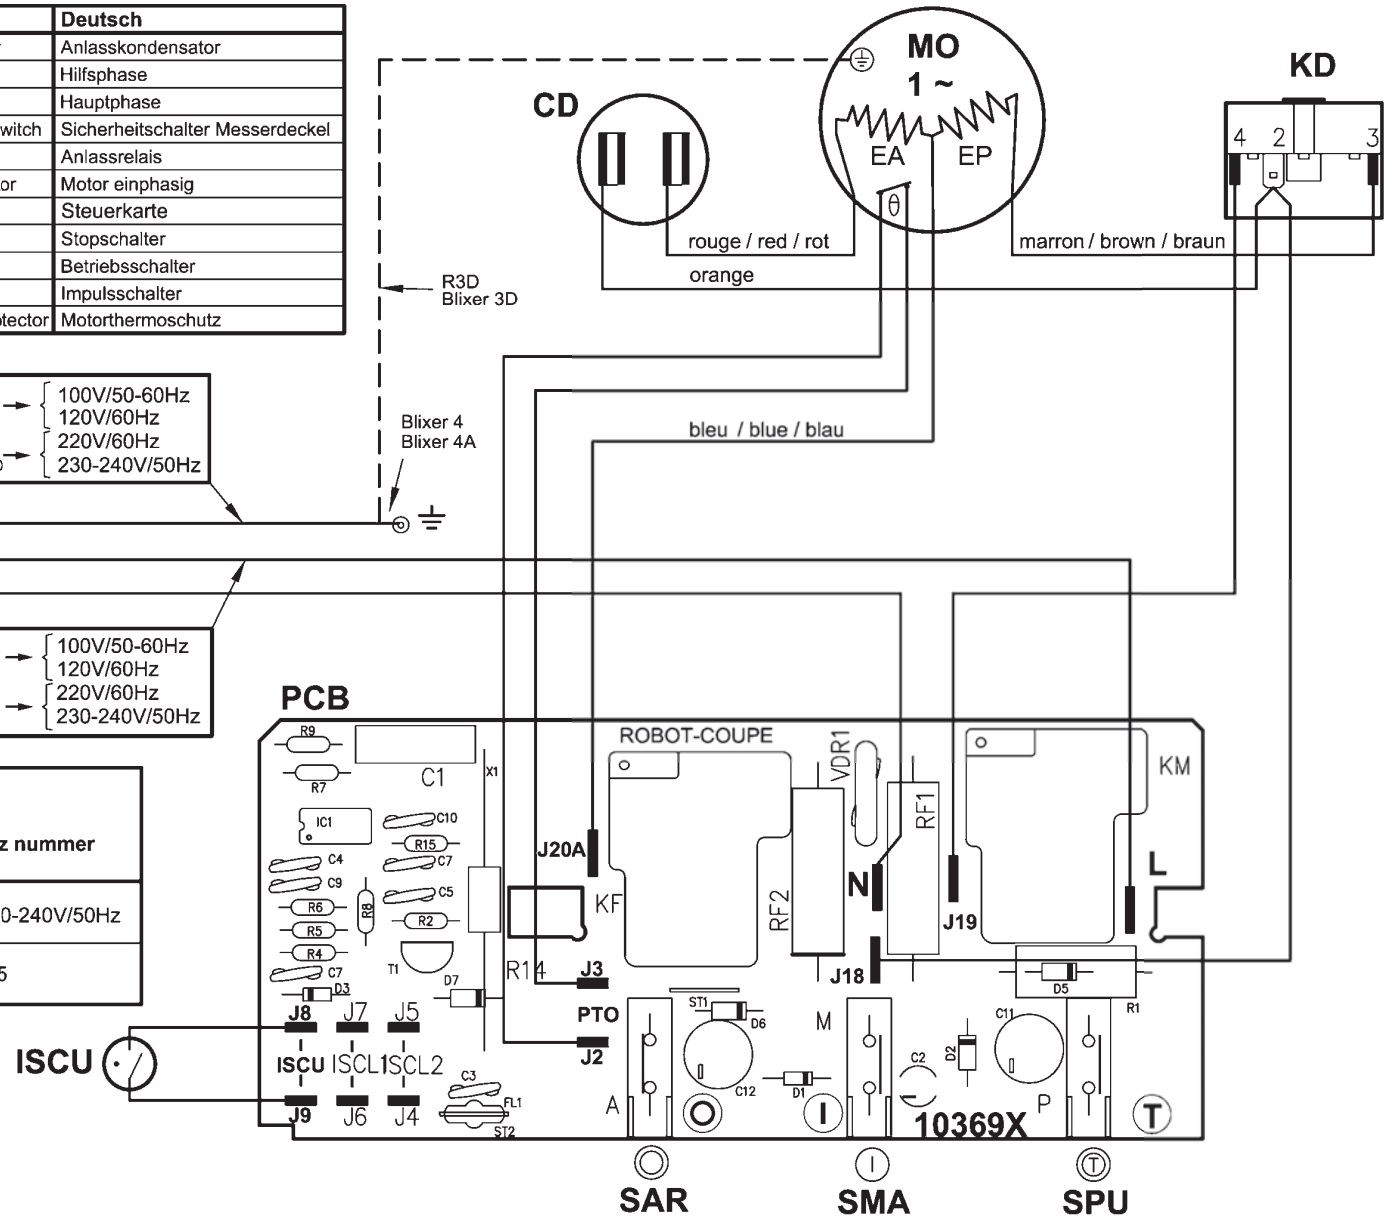 Deutsch
Anlasskondensator
Hilfsphase
Hauptphase
witch Sicherheitschalter Messerdeckel
Anlassrelais
or Motor einphasig
Steuerkarte
Stopschalter
Betriebsschalter
Impulsschalter
otector Motorthermoschutz
CD
MO
1 ~
EA
EP
θ
KD
4 2 3
rouge / red / rot
marron / brown / braun
orange
R3D
Blixer 3D
100V/50-60Hz
120V/60Hz
220V/60Hz
230-240V/50Hz
Blixer 4
Blixer 4A
bleu / blue / blau
100V/50-60Hz
120V/60Hz
220V/60Hz
230-240V/50Hz
z nummer
0-240V/50Hz
5
PCB
ROBOT-COUPE
R9
R7
C1
X1
IC1
C10
R15
C7
C4
C9
C5
R8
R6
R2
R5
R4
C7
T1
D3
D7
R14
J20A
KF
RF2
VDR1
N
RF1
J19
KM
L
J18
J3
PTO
J2
J8
J7
J5
ISCU
ISCU
ISCL1
ISCL2
J9
J6
J4
C3
FL1
ST2
ST1
D6
C12
A
O
D1
M
I
C2
D2
C11
D5
R1
P
T
10369X
I
T
SAR
SMA
SPU